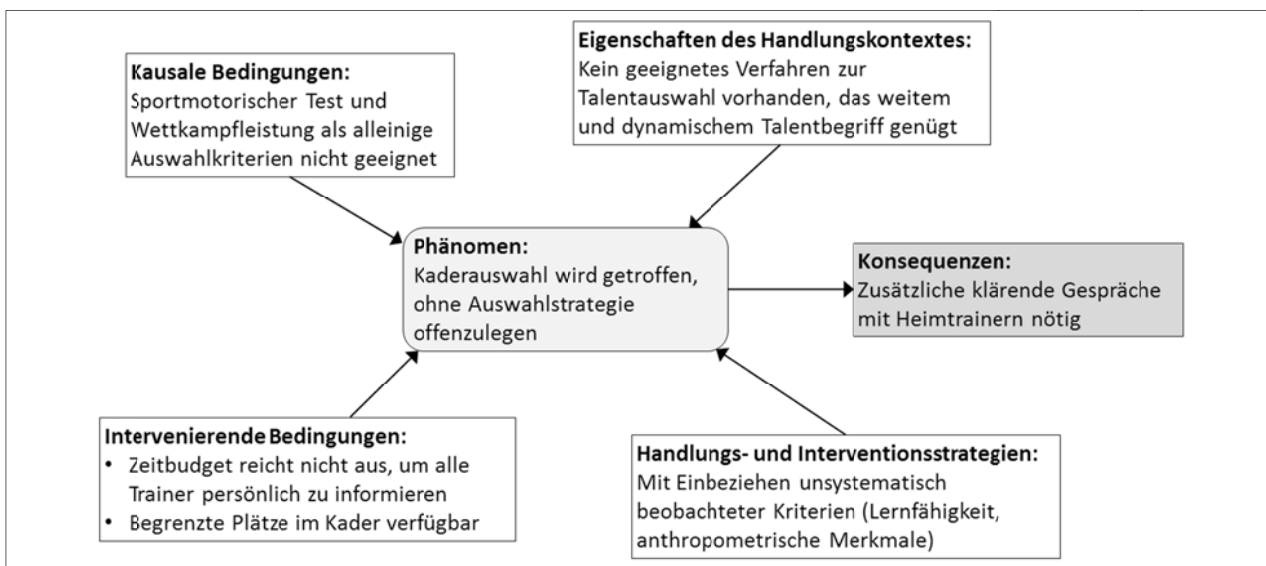 Kausale Bedingungen:
Sportmotorischer Test und
Wettkampfleistung als alleinige
Auswahlkriterien nicht geeignet
Eigenschaften des Handlungskontextes:
Kein geeignetes Verfahren zur
Talentauswahl vorhanden, das weitem
und dynamischem Talentbegriff genügt
Phänomen:
Kaderauswahl wird getroffen,
ohne Auswahlstrategie
offenzulegen
Konsequenzen:
Zusätzliche klärende Gespräche
mit Heimtrainern nötig
Intervenierende Bedingungen:
• Zeitbudget reicht nicht aus, um alle
Trainer persönlich zu informieren
• Begrenzte Plätze im Kader verfügbar
Handlungs- und Interventionsstrategien:
Mit Einbeziehen unsystematisch
beobachteter Kriterien (Lernfähigkeit,
anthropometrische Merkmale)